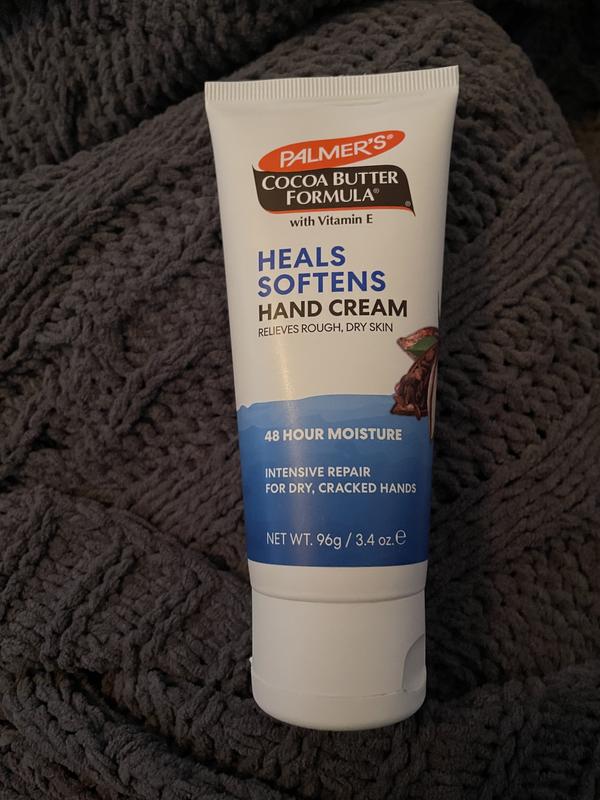 PALMER'S®
COCOA BUTTER
FORMULA®
®
with Vitamin E
HEALS
SOFTENS
HAND CREAM
RELIEVES ROUGH, DRY SKIN
48 HOUR MOISTURE
INTENSIVE REPAIR
FOR DRY, CRACKED HANDS
NET WT. 96g / 3.4 oz.℮